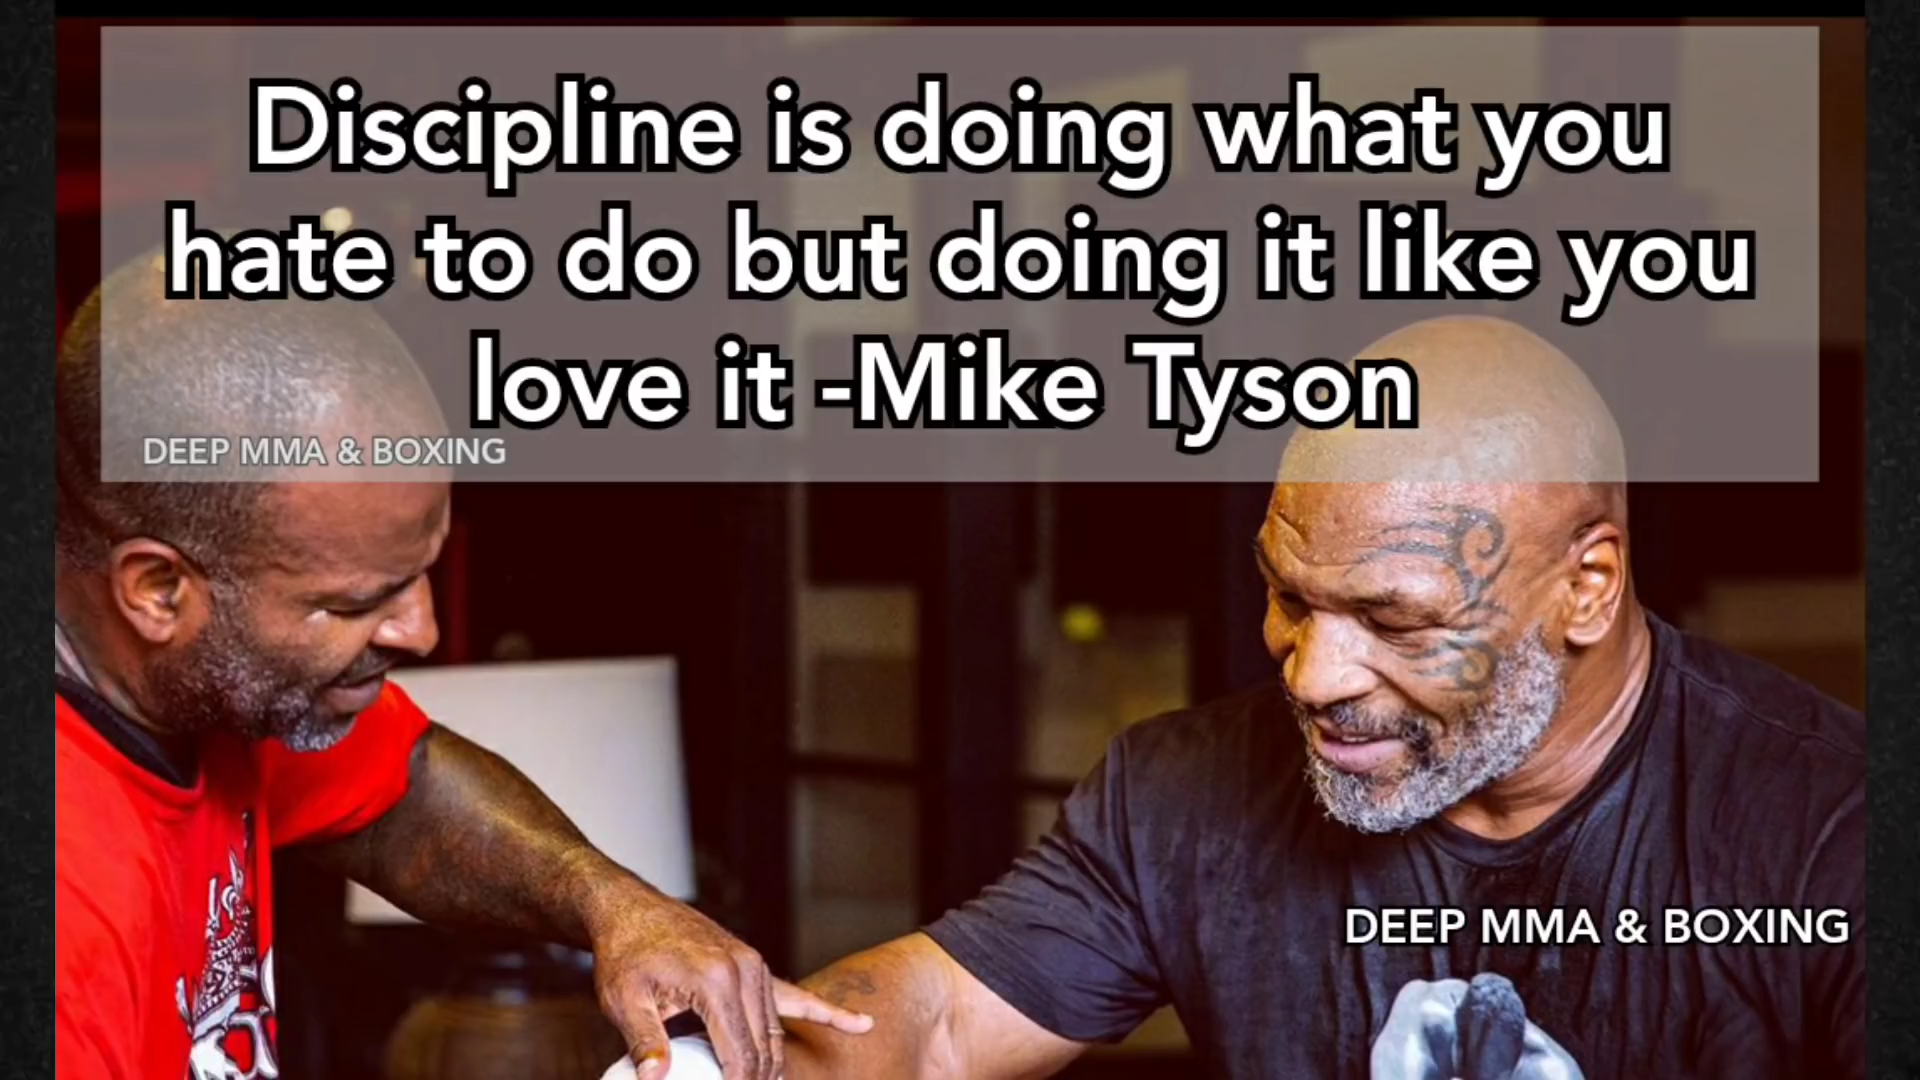 Discipline is doing what you
hate to do but doing it like you
love it -Mike Tyson
DEEP MMA & BOXING
DEEP MMA & BOXING